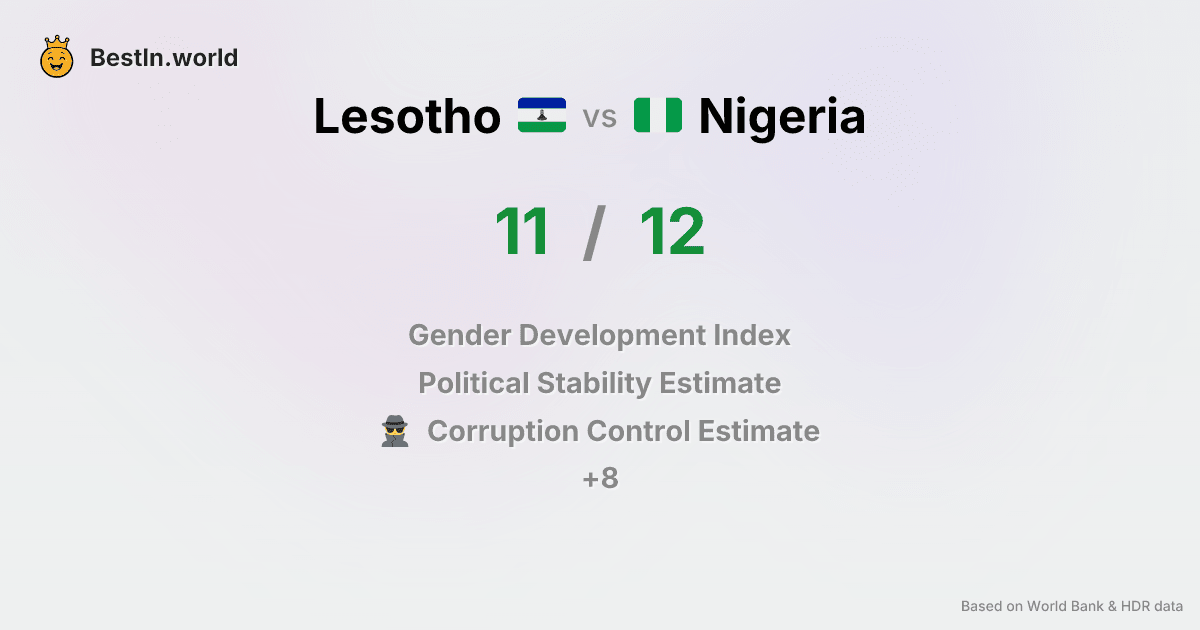 BestIn.world
Lesotho vs Nigeria
11 / 12
Gender Development Index
Political Stability Estimate
Corruption Control Estimate
+8
Based on World Bank & HDR data